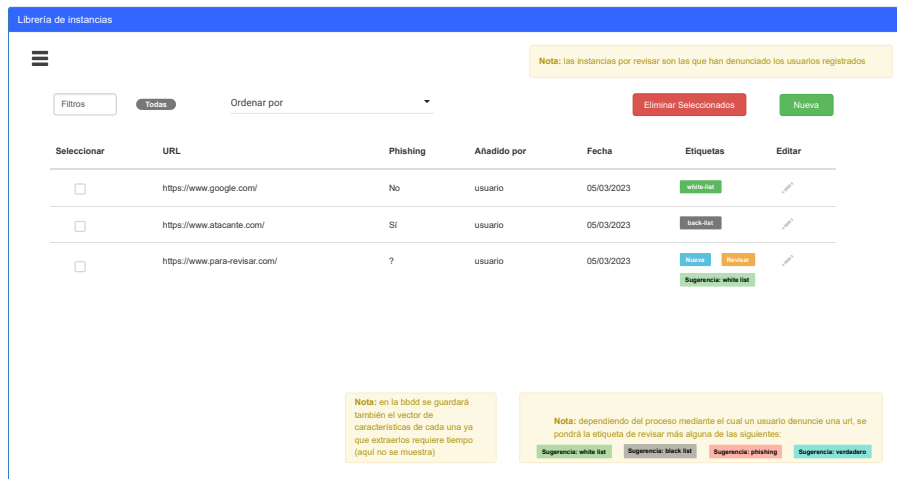 Librería de instancias
Nota: las instancias por revisar son las que han denunciado los usuarios registrados
Filtros
Todas
Ordenar por
Eliminar Seleccionados
Nueva
Seleccionar URL Phishing Añadido por Fecha Etiquetas Editar
https://www.google.com/ No usuario 05/03/2023 white-list
https://www.atacante.com/ Sí usuario 05/03/2023 back-list
https://www.para-revisar.com/ ? usuario 05/03/2023 Nueva Revisar
Sugerencia: white list
Nota: en la bbdd se guardará
también el vector de
características de cada una ya
que extraerlos requiere tiempo
(aquí no se muestra)
Nota: dependiendo del proceso mediante el cual un usuario denuncie una url, se
pondrá la etiqueta de revisar más alguna de las siguientes:
Sugerencia: white list Sugerencia: black list Sugerencia: phishing Sugerencia: verdadero